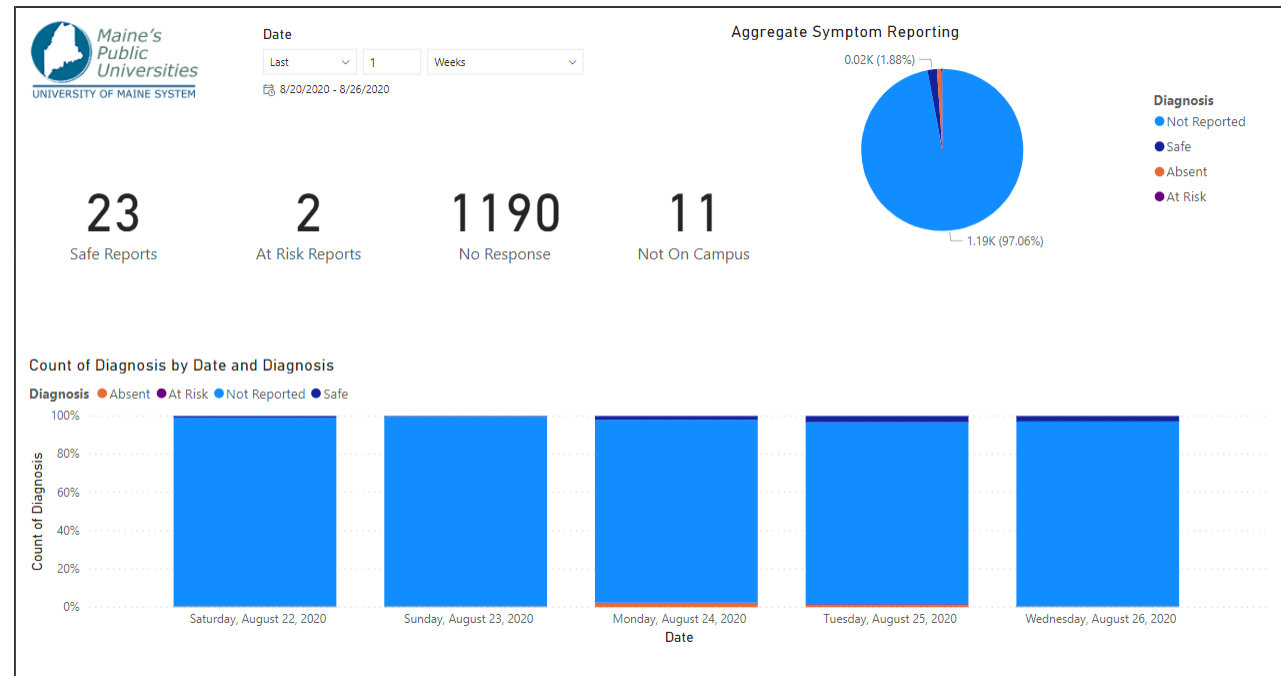 Maine's
Public
Universities
UNIVERSITY OF MAINE SYSTEM
Date
Last 1 Weeks
8/20/2020 - 8/26/2020
Aggregate Symptom Reporting
0.02K (1.88%)
1.19K (97.06%)
Diagnosis
Not Reported
Safe
Absent
At Risk
23
Safe Reports
2
At Risk Reports
1190
No Response
11
Not On Campus
Count of Diagnosis by Date and Diagnosis
Diagnosis Absent At Risk Not Reported Safe
Count of Diagnosis
100%
80%
60%
40%
20%
0%
Saturday, August 22, 2020 Sunday, August 23, 2020 Monday, August 24, 2020 Tuesday, August 25, 2020 Wednesday, August 26, 2020
Date